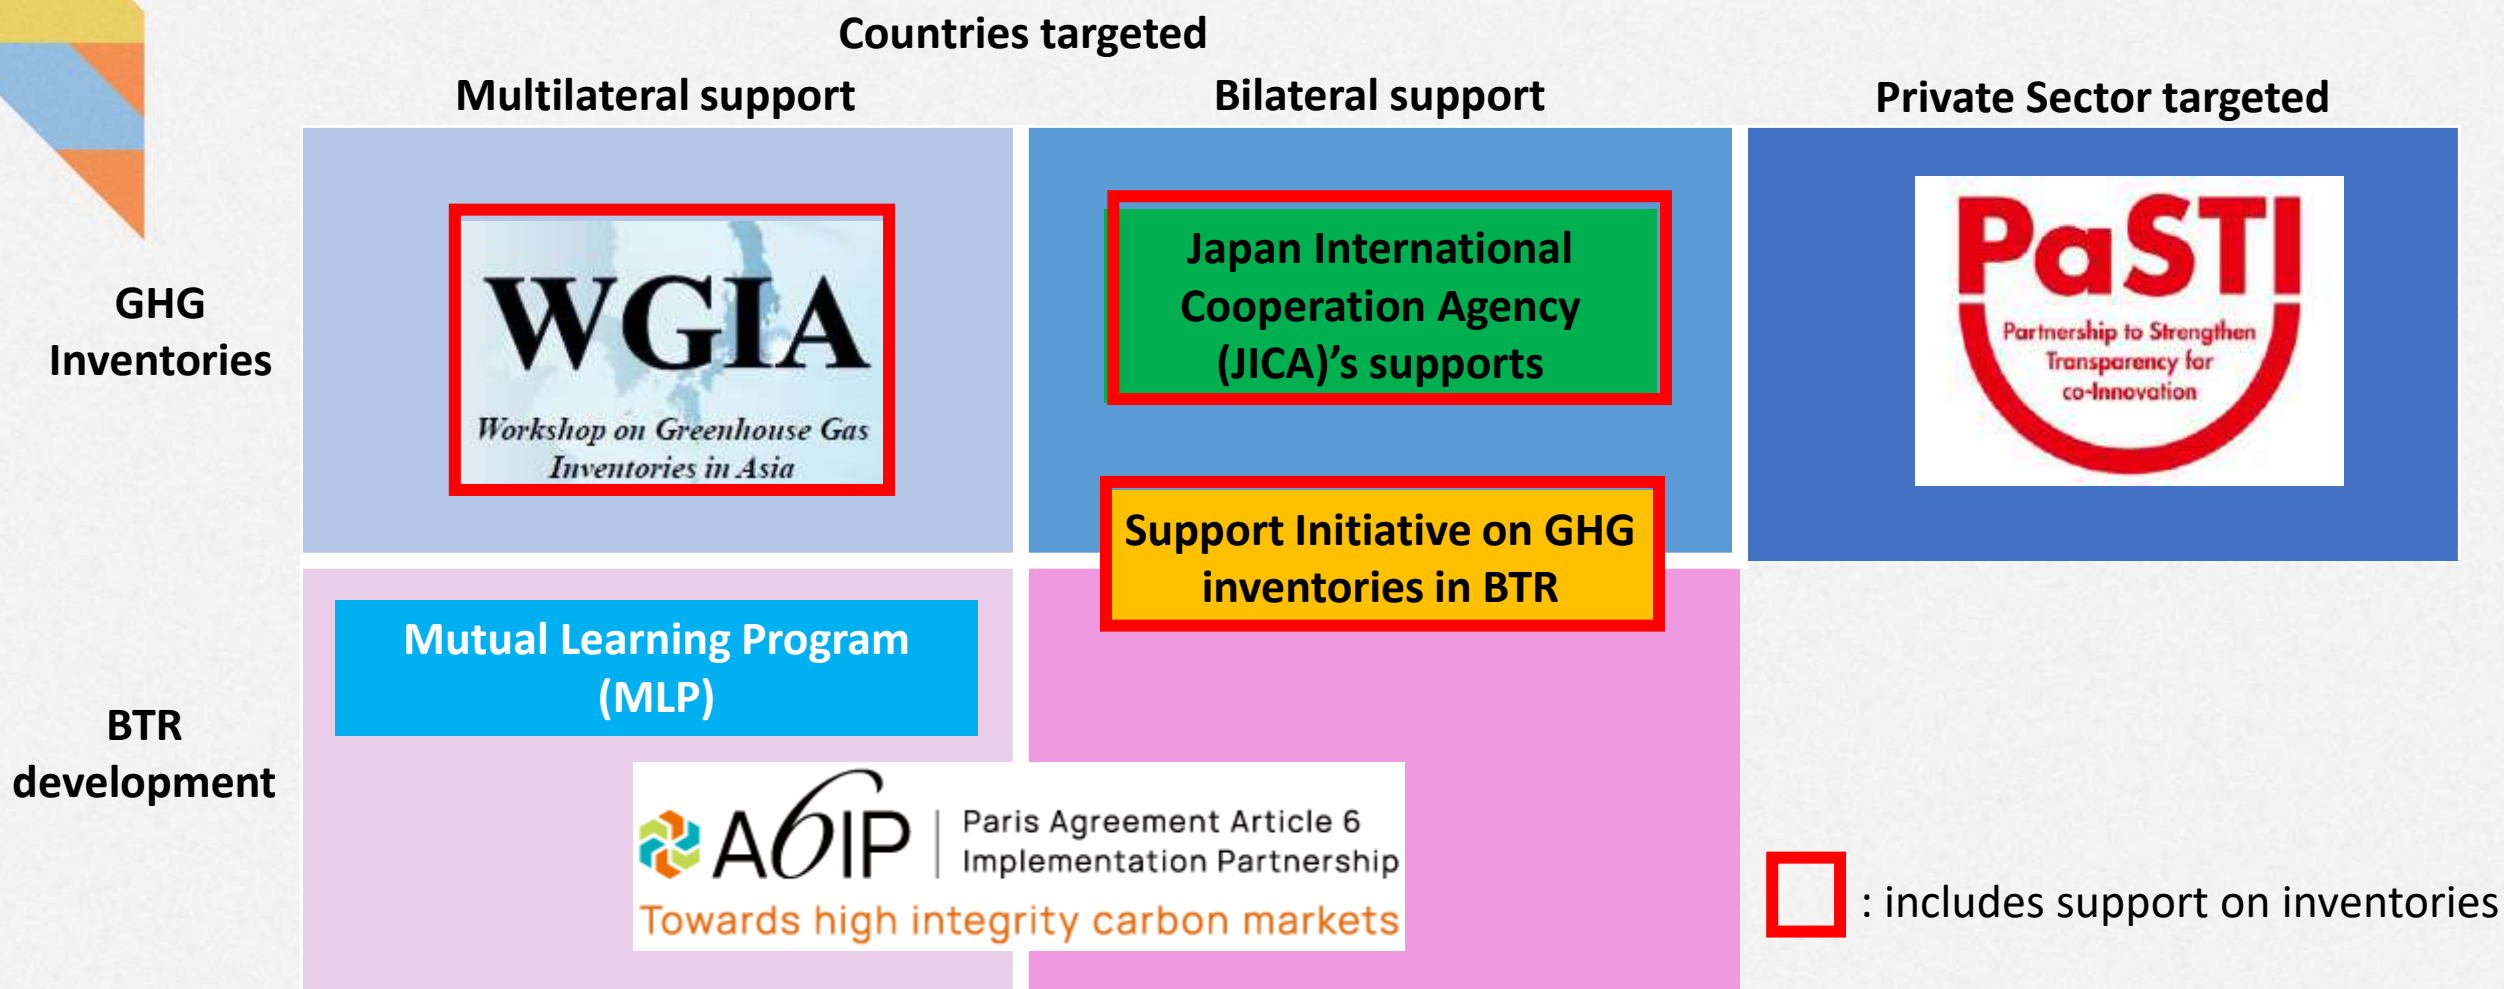 Countries targeted
Multilateral support
Bilateral support
Private Sector targeted
GHG
Inventories
WGIA
Workshop on Greenhouse Gas
Inventories in Asia
Japan International
Cooperation Agency
(JICA)’s supports
PaSTI
Partnership to Strengthen
Transparency for
co-Innovation
Support Initiative on GHG
inventories in BTR
BTR
development
Mutual Learning Program
(MLP)
A6IP
Paris Agreement Article 6
Implementation Partnership
Towards high integrity carbon markets
: includes support on inventories